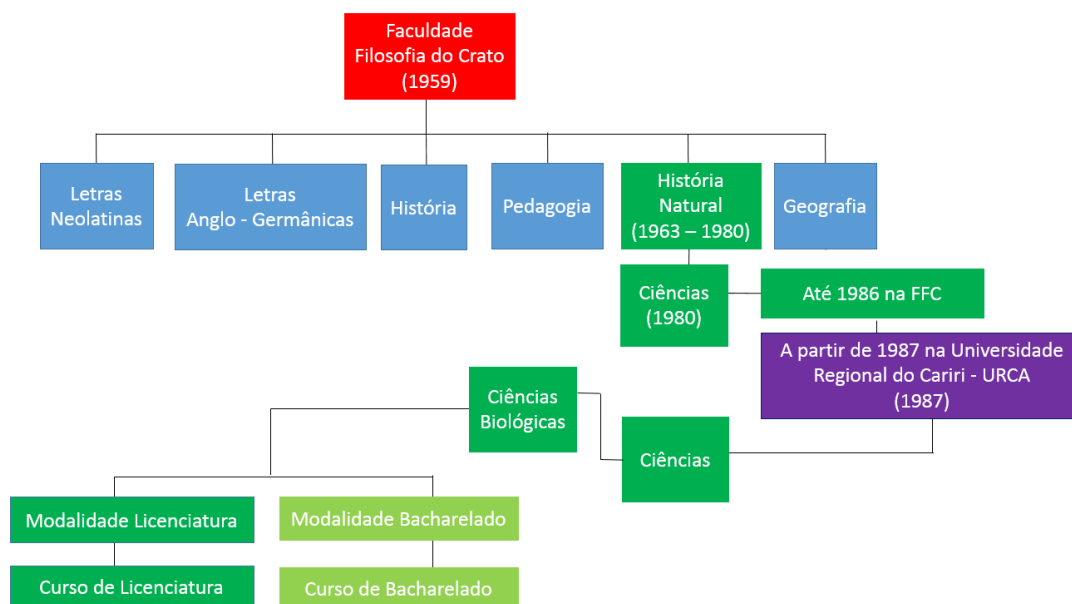 Faculdade
Filosofia do Crato
(1959)
Letras
Neolatinas
Letras
Anglo - Germânicas
História
Pedagogia
História
Natural
(1963 – 1980)
Geografia
Ciências
(1980)
Até 1986 na FFC
A partir de 1987 na Universidade
Regional do Cariri - URCA
(1987)
Ciências
Biológicas
Ciências
Modalidade Licenciatura
Modalidade Bacharelado
Curso de Licenciatura
Curso de Bacharelado